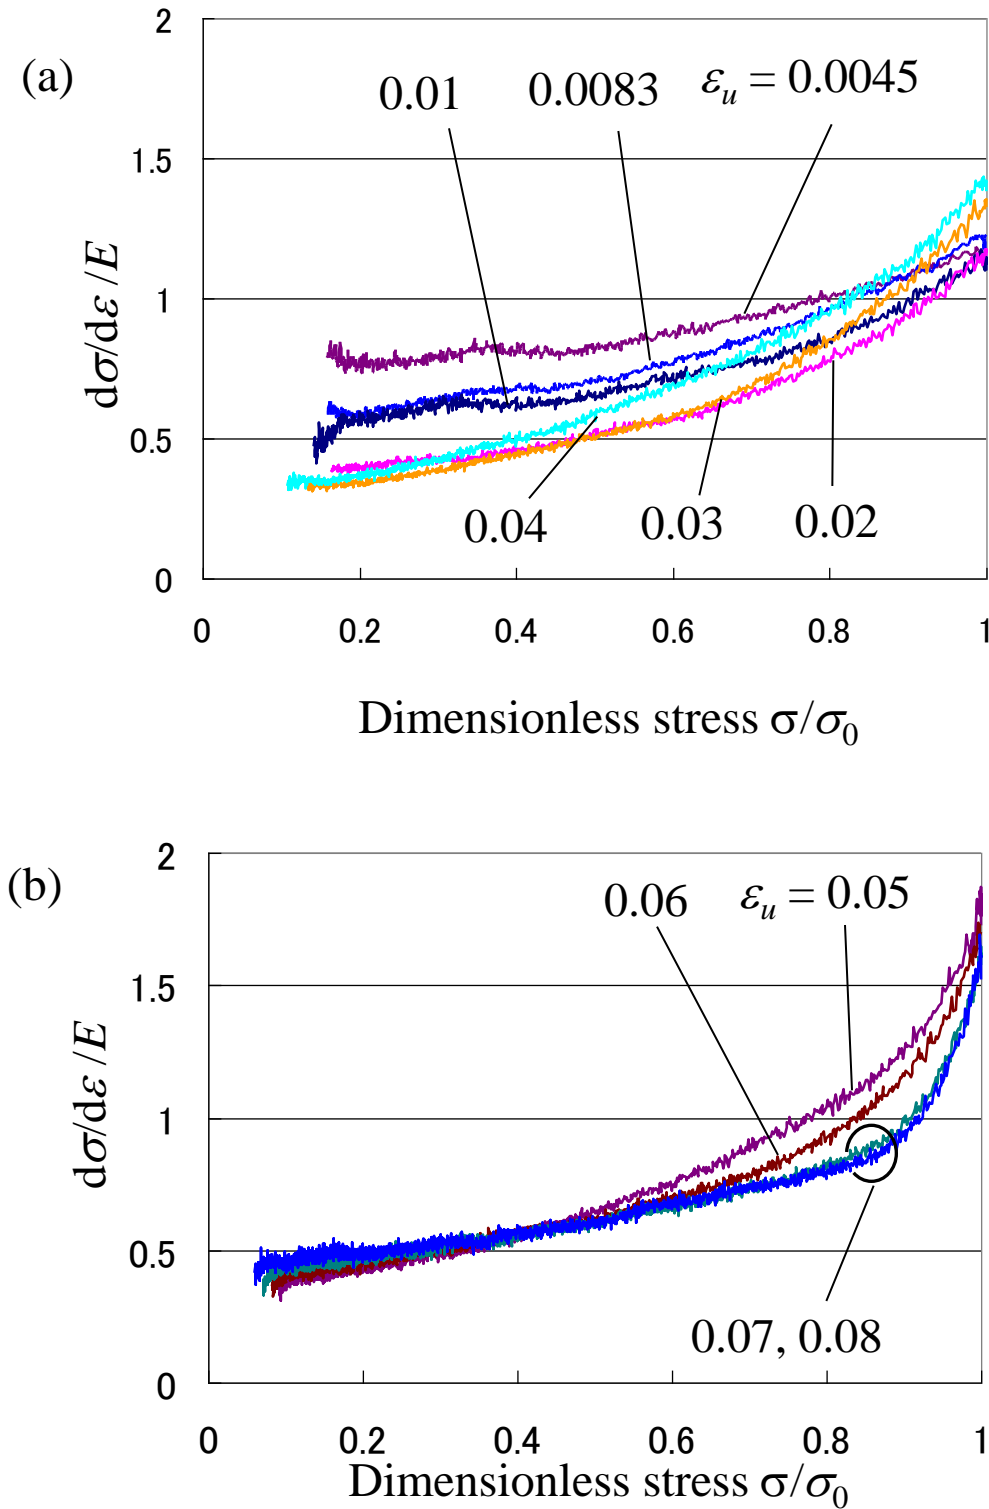 (a)
2
1.5
1
0.5
0
dσ/dε /E
0.01
0.0083
εu = 0.0045
0.04
0.03
0.02
0 0.2 0.4 0.6 0.8 1
Dimensionless stress σ/σ0
(b)
2
1.5
1
0.5
0
dσ/dε /E
0.06
εu = 0.05
0.07, 0.08
0 0.2 0.4 0.6 0.8 1
Dimensionless stress σ/σ0